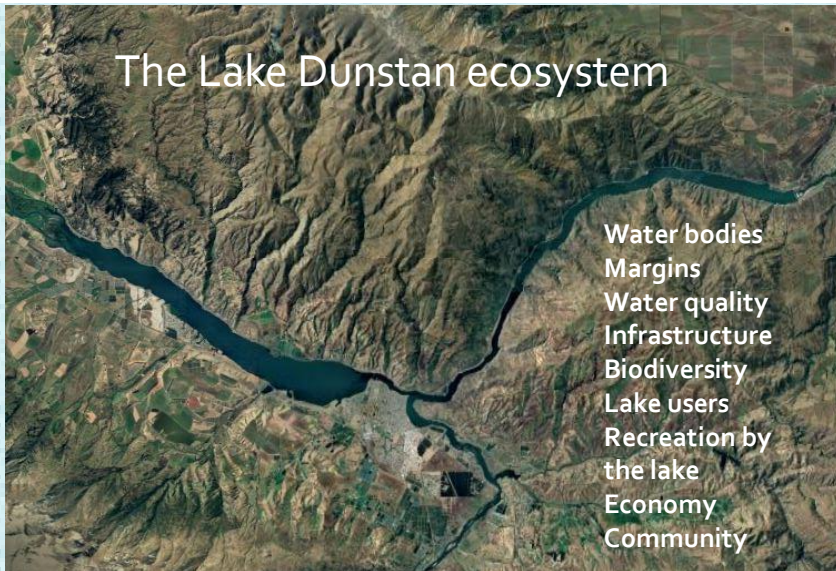 The Lake Dunstan ecosystem
Water bodies
Margins
Water quality
Infrastructure
Biodiversity
Lake users
Recreation by
the lake
Economy
Community